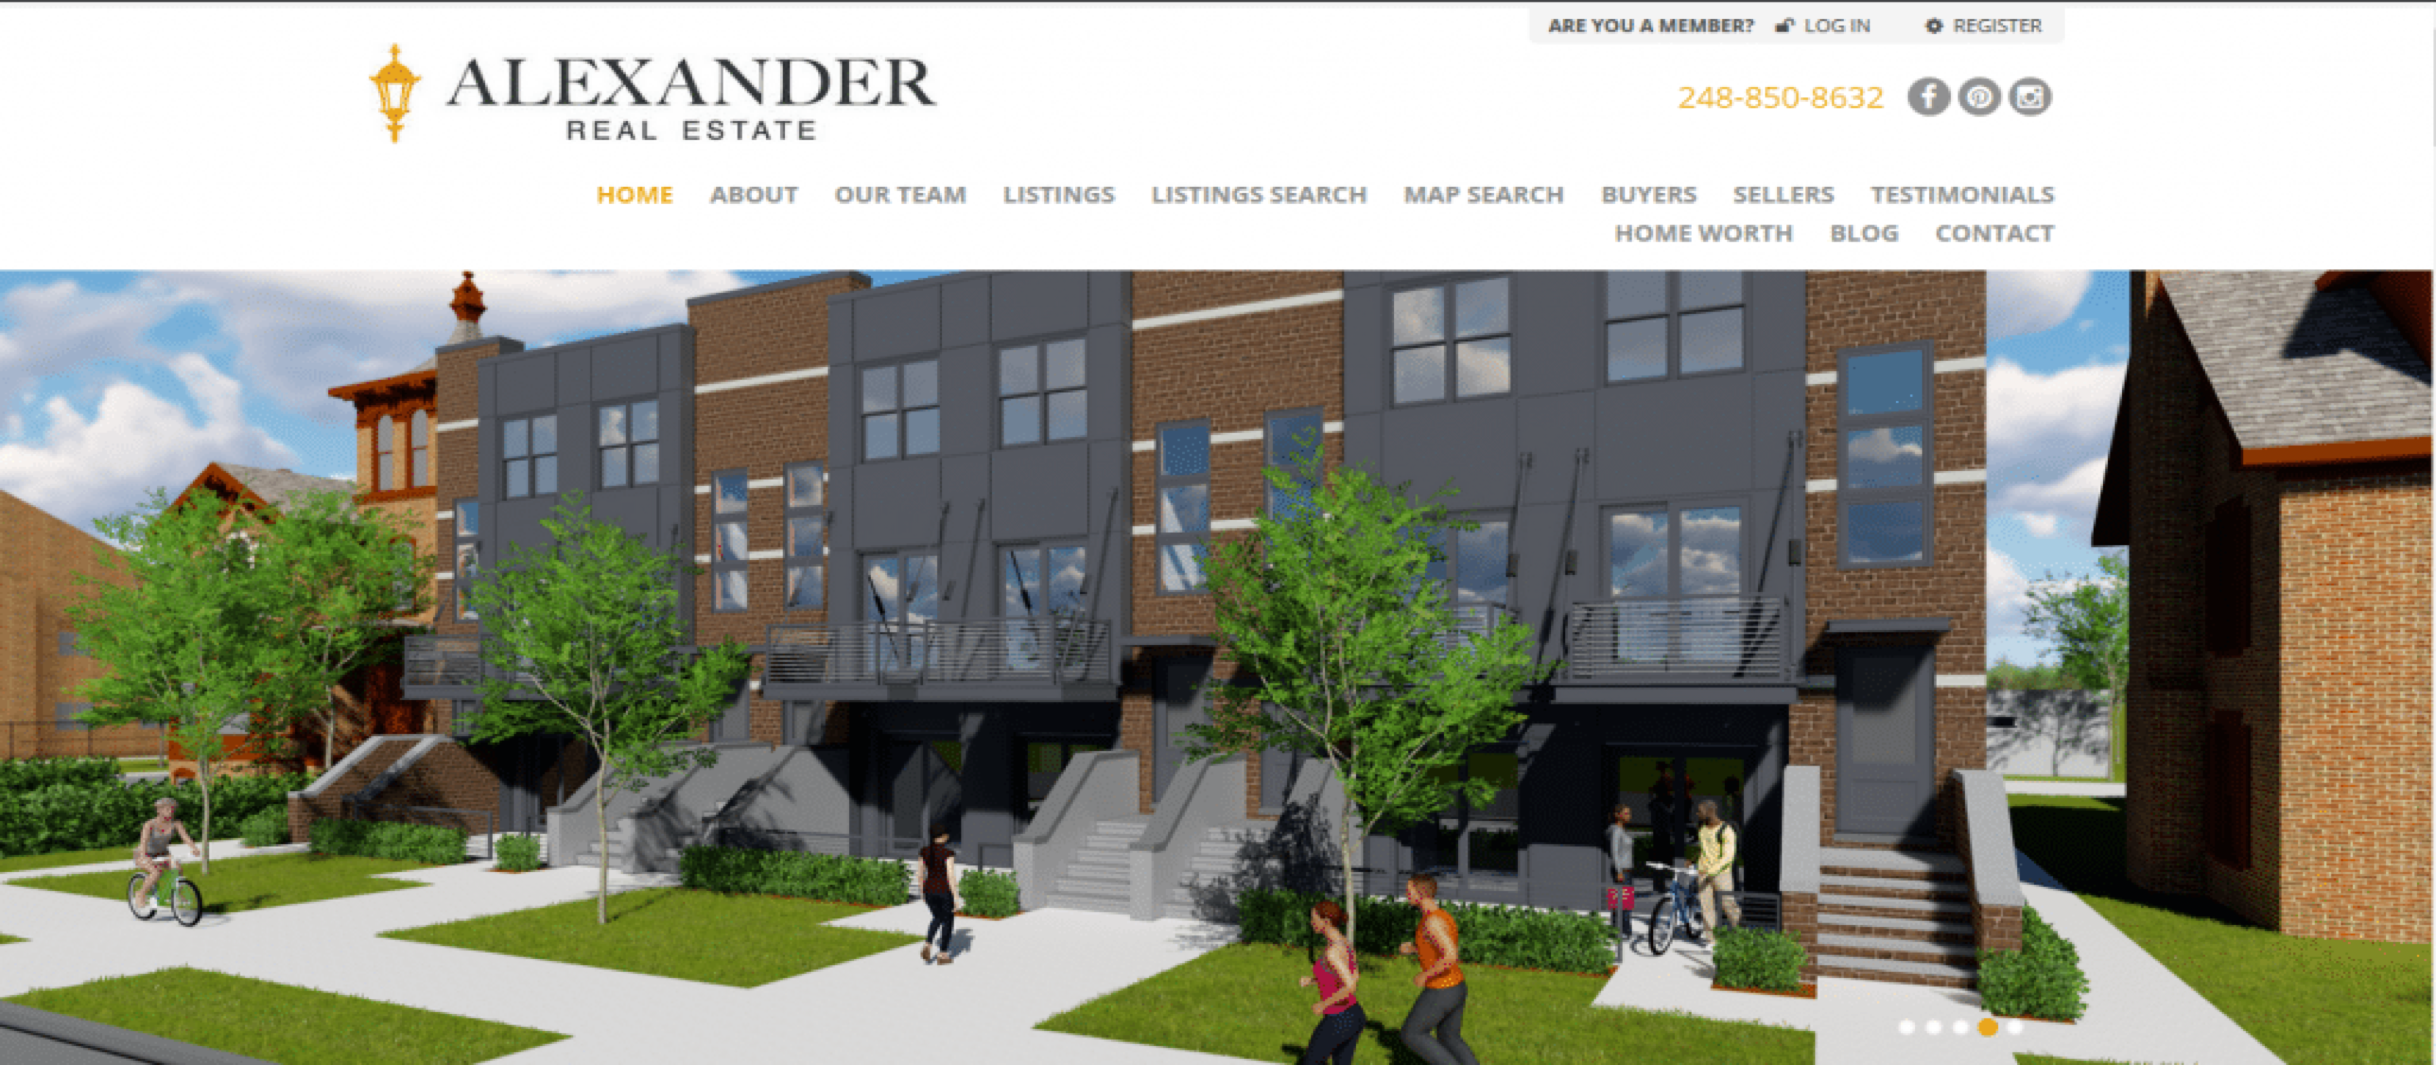 ARE YOU A MEMBER? LOG IN REGISTER
ALEXANDER
REAL ESTATE
248-850-8632
HOME ABOUT OUR TEAM LISTINGS LISTINGS SEARCH MAP SEARCH BUYERS SELLERS TESTIMONIALS
HOME WORTH BLOG CONTACT